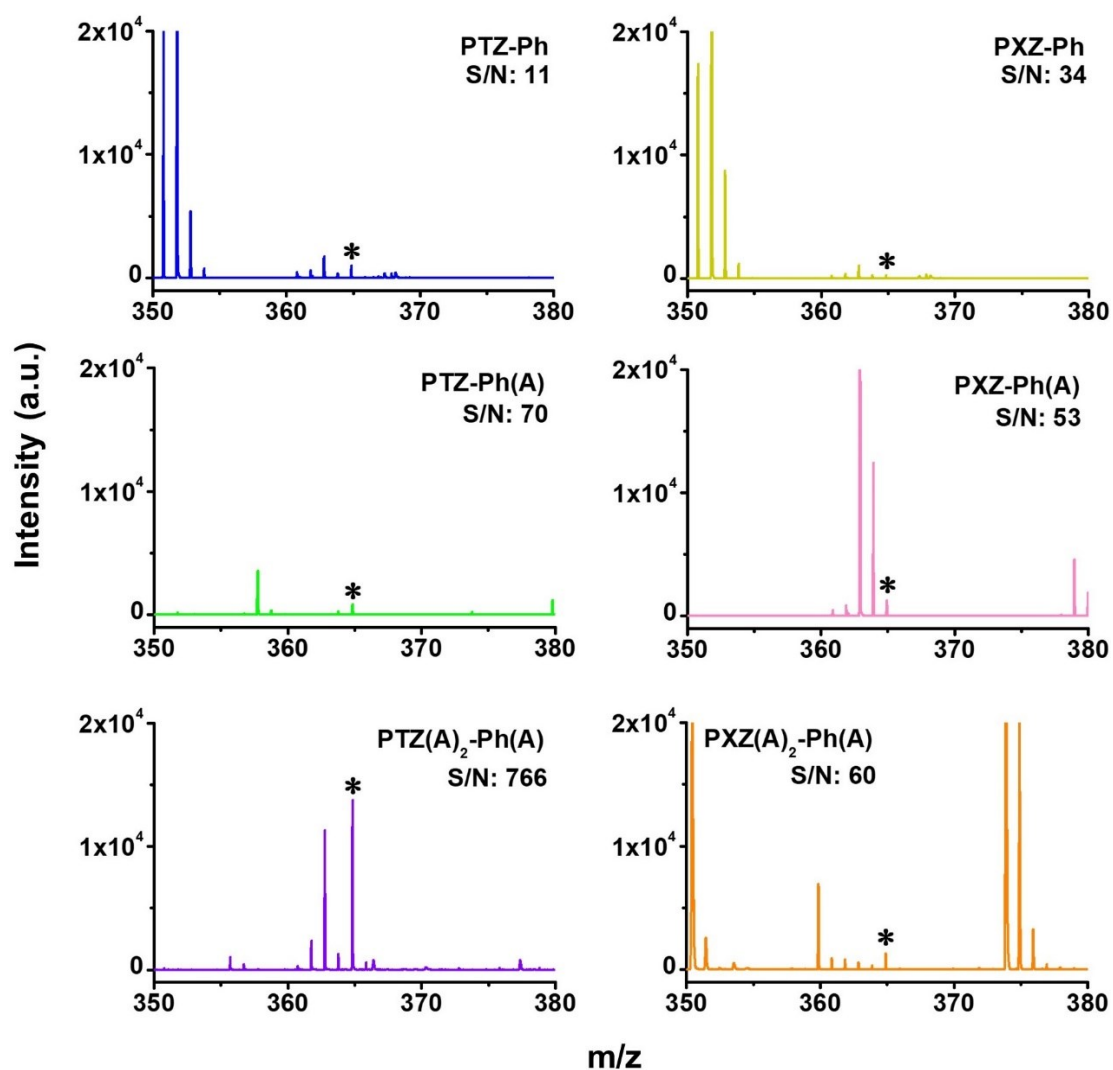 2x10⁴
PTZ-Ph
S/N: 11
1x10⁴
*
0
350 360 370 380
2x10⁴
PXZ-Ph
S/N: 34
1x10⁴
*
0
350 360 370 380
Intensity (a.u.)
2x10⁴
PTZ-Ph(A)
S/N: 70
1x10⁴
*
0
350 360 370 380
2x10⁴
PXZ-Ph(A)
S/N: 53
1x10⁴
*
0
350 360 370 380
2x10⁴
PTZ(A)₂-Ph(A)
S/N: 766
*
1x10⁴
0
350 360 370 380
2x10⁴
PXZ(A)₂-Ph(A)
S/N: 60
1x10⁴
*
0
350 360 370 380
m/z